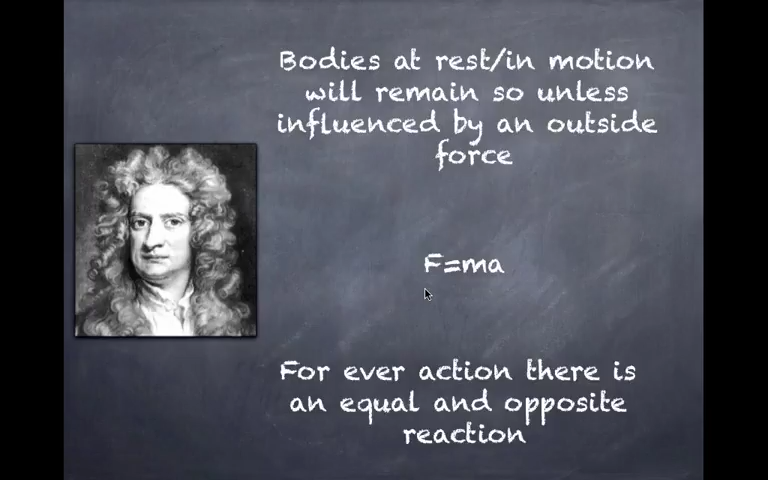 Bodies at rest/in motion
will remain so unless
influenced by an outside
force
F=ma
For ever action there is
an equal and opposite
reaction